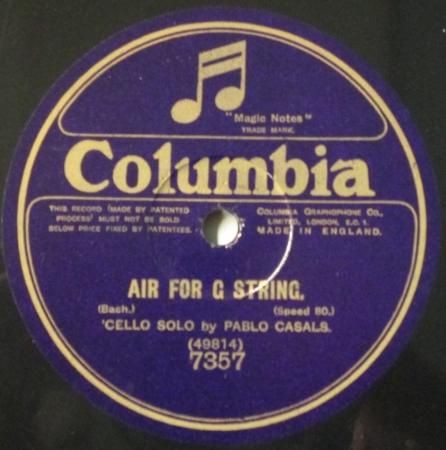 "Magic Notes"
TRADE MARK.
Columbia
THIS RECORD (MADE BY PATENTED
PROCESS) MUST NOT BE SOLD
BELOW PRICE FIXED BY PATENTEES.
COLUMBIA GRAPHOPHONE CO.,
LIMITED, LONDON, E.C. 1.
MADE IN ENGLAND.
AIR FOR G STRING.
(Bach.) (Speed 80.)
'CELLO SOLO by PABLO CASALS.
(49814)
7357